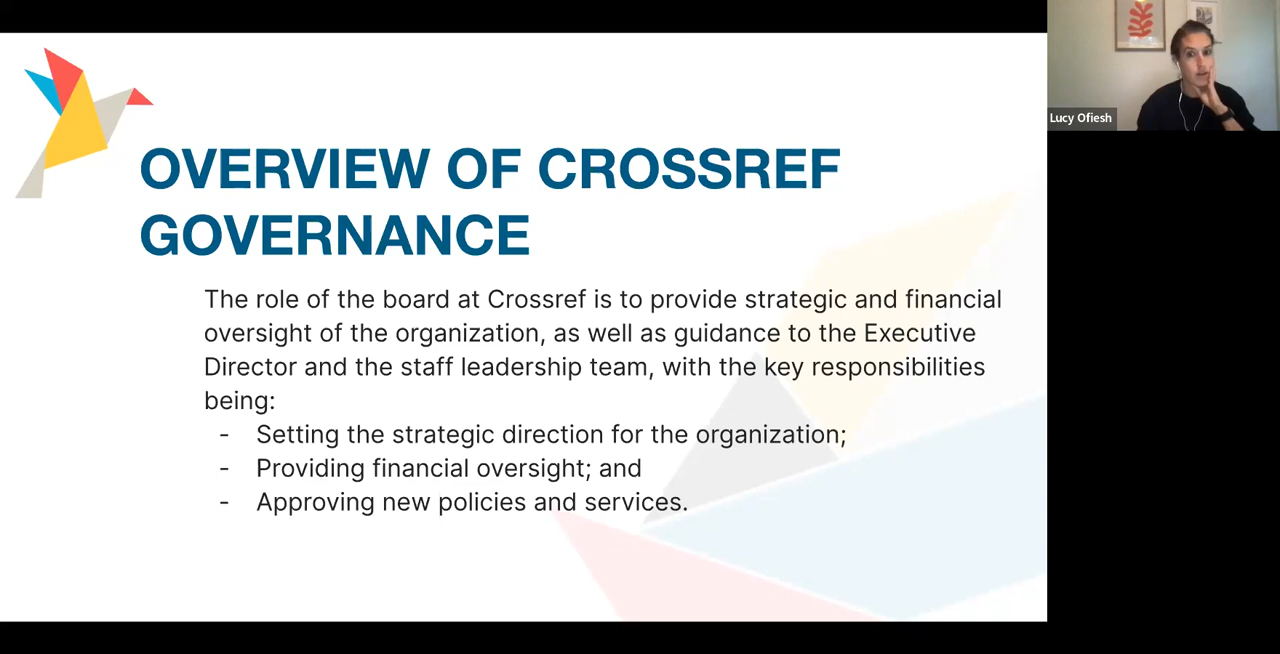 OVERVIEW OF CROSSREF
GOVERNANCE
The role of the board at Crossref is to provide strategic and financial
oversight of the organization, as well as guidance to the Executive
Director and the staff leadership team, with the key responsibilities
being:
- Setting the strategic direction for the organization;
- Providing financial oversight; and
- Approving new policies and services.
Lucy Ofiesh